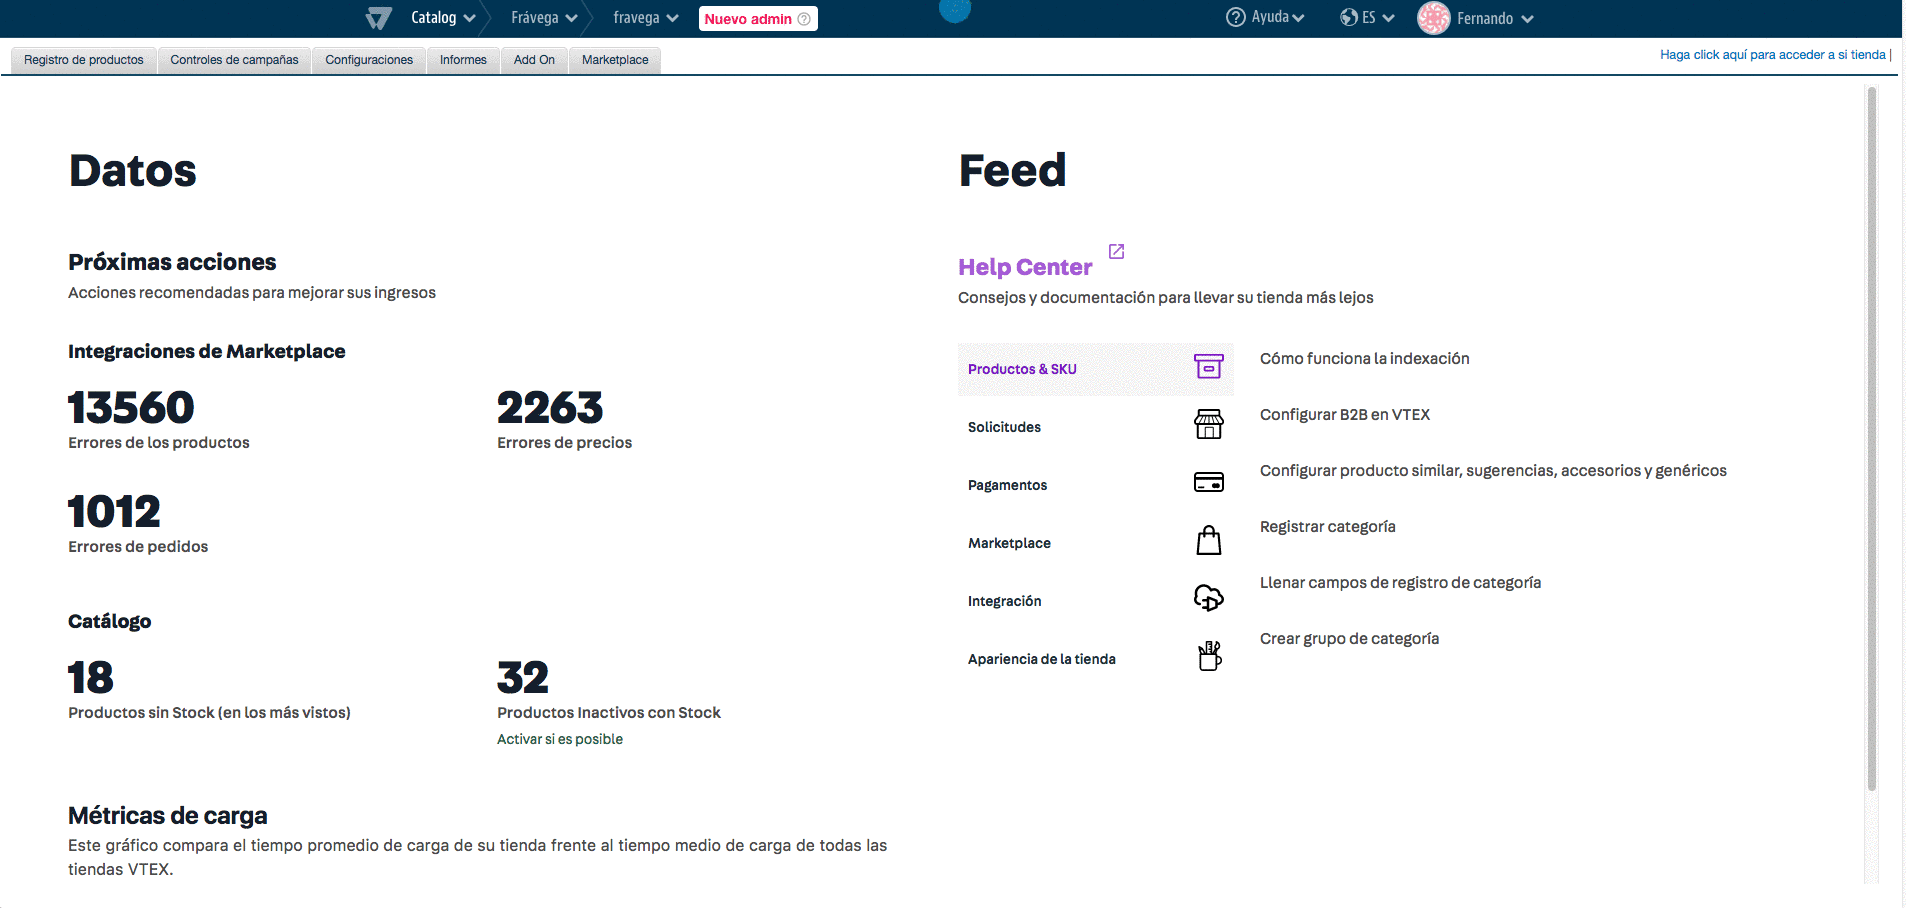 Catalog
Frávega
fravega
Nuevo admin
Ayuda
ES
Fernando
Registro de productos
Controles de campañas
Configuraciones
Informes
Add On
Marketplace
Haga click aquí para acceder a si tienda |
Datos
Próximas acciones
Acciones recomendadas para mejorar sus ingresos
Integraciones de Marketplace
13560
Errores de los productos
2263
Errores de precios
1012
Errores de pedidos
Catálogo
18
Productos sin Stock (en los más vistos)
32
Productos Inactivos con Stock
Activar si es posible
Métricas de carga
Este gráfico compara el tiempo promedio de carga de su tienda frente al tiempo medio de carga de todas las
tiendas VTEX.
Feed
Help Center
Consejos y documentación para llevar su tienda más lejos
Productos & SKU
Solicitudes
Pagamentos
Marketplace
Integración
Apariencia de la tienda
Cómo funciona la indexación
Configurar B2B en VTEX
Configurar producto similar, sugerencias, accesorios y genéricos
Registrar categoría
Llenar campos de registro de categoría
Crear grupo de categoría